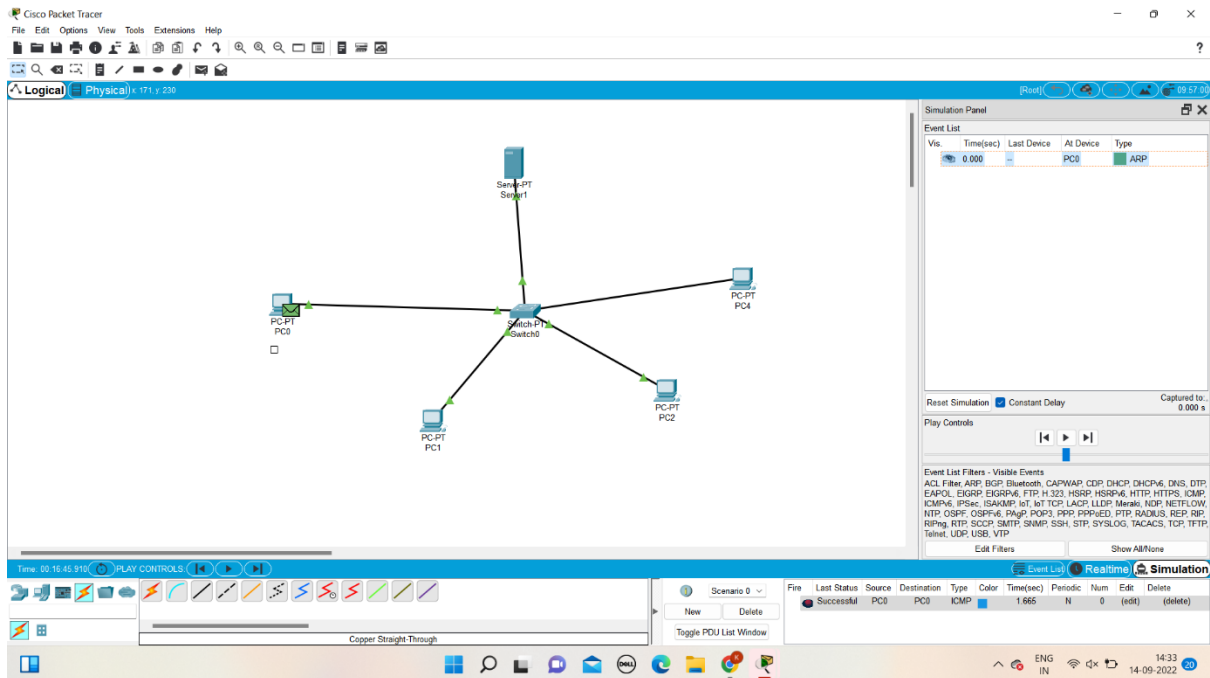 Cisco Packet Tracer
File Edit Options View Tools Extensions Help
?
Logical Physical x: 171, y: 230 [Root] 09:57:00
Simulation Panel
Event List
Vis. Time(sec) Last Device At Device Type
0.000 -- PC0 ARP
Server-PT
Server1
PC-PT
PC4
PC-PT
PC0
Switch-PT
Switch0
PC-PT
PC2
PC-PT
PC1
Reset Simulation Constant Delay Captured to:
0.000 s
Play Controls
Event List Filters - Visible Events
ACL Filter, ARP, BGP, Bluetooth, CAPWAP, CDP, DHCP, DHCPv6, DNS, DTP,
EAPOL, EIGRP, EIGRPv6, FTP, H.323, HSRP, HSRPv6, HTTP, HTTPS, ICMP,
ICMPv6, IPSec, ISAKMP, IoT, IoT TCP, LACP, LLDP, Meraki, NDP, NETFLOW,
NTP, OSPF, OSPFv6, PAgP, POP3, PPP, PPPoED, PTP, RADIUS, REP, RIP,
RIPng, RTP, SCCP, SMTP, SNMP, SSH, STP, SYSLOG, TACACS, TCP, TFTP,
Telnet, UDP, USB, VTP
Edit Filters Show All/None
Time: 00:16:45.910 PLAY CONTROLS: Event List Realtime Simulation
Scenario 0
New Delete
Toggle PDU List Window
Fire Last Status Source Destination Type Color Time(sec) Periodic Num Edit Delete
Successful PC0 PC0 ICMP 1.665 N 0 (edit) (delete)
Copper Straight-Through
DELL
ENG
IN
14:33
14-09-2022
20